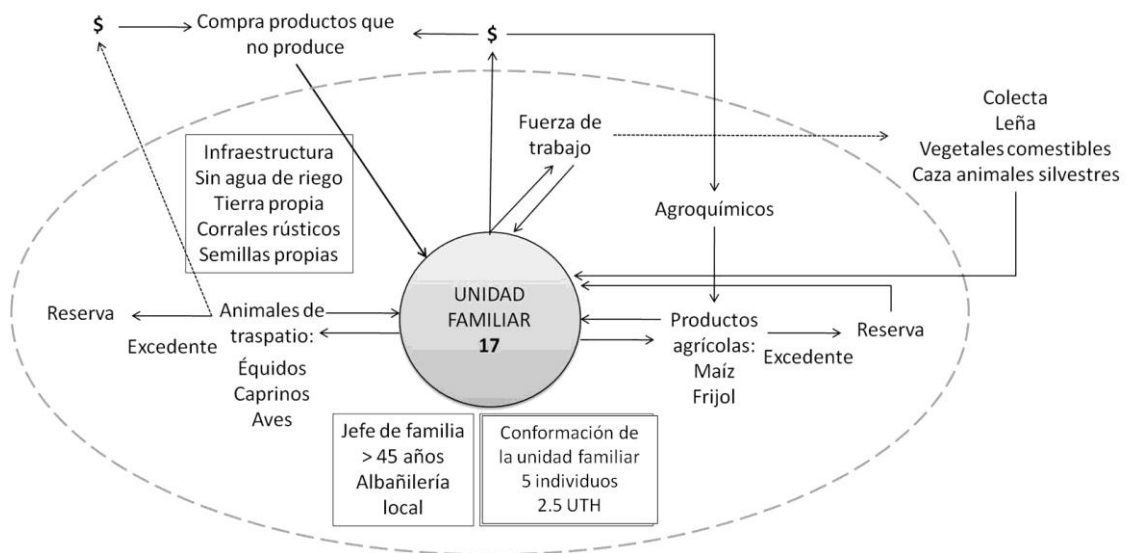 $
Compra productos que
no produce
$
Colecta
Leña
Vegetales comestibles
Caza animales silvestres
Fuerza de
trabajo
Infraestructura
Sin agua de riego
Tierra propia
Corrales rústicos
Semillas propias
Agroquímicos
Reserva
Excedente
Animales de
traspatio:
Équidos
Caprinos
Aves
UNIDAD
FAMILIAR
17
Productos
agrícolas:
Maíz
Frijol
Excedente
Reserva
Jefe de familia
> 45 años
Albañilería
local
Conformación de
la unidad familiar
5 individuos
2.5 UTH